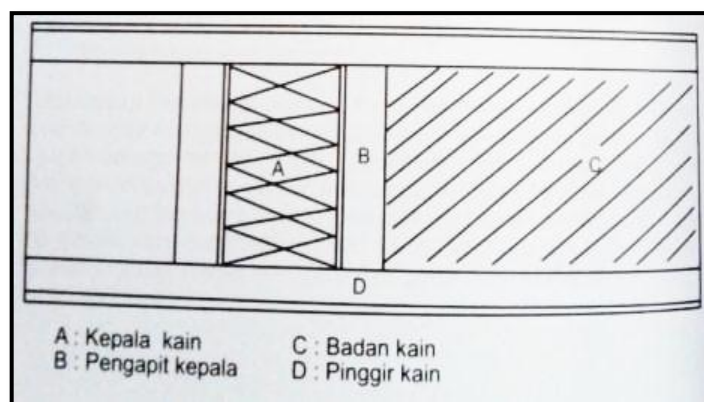 A
B
C
D
A : Kepala kain
B : Pengapit kepala
C : Badan kain
D : Pinggir kain